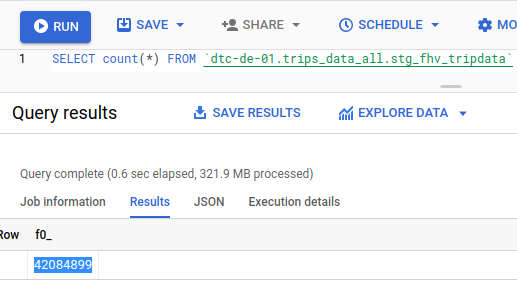 RUN SAVE SHARE SCHEDULE MO
1 SELECT count(*) FROM `dtc-de-01.trips_data_all.stg_fhv_tripdata`
Query results SAVE RESULTS EXPLORE DATA
Query complete (0.6 sec elapsed, 321.9 MB processed)
Job information Results JSON Execution details
Row f0_
42084899